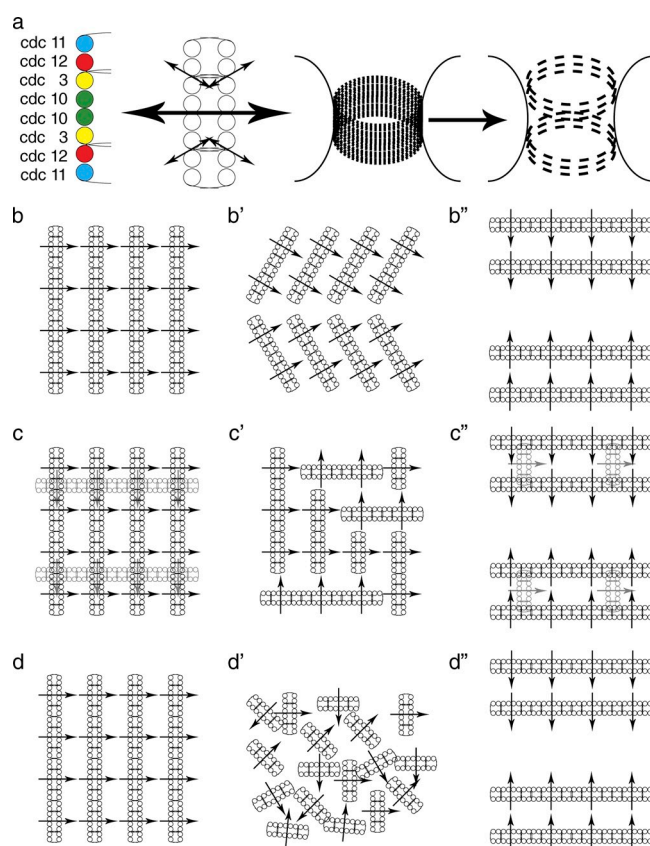 a
cdc 11
cdc 12
cdc 3
cdc 10
cdc 10
cdc 3
cdc 12
cdc 11
b b’ b”
c c’ c”
d d’ d”